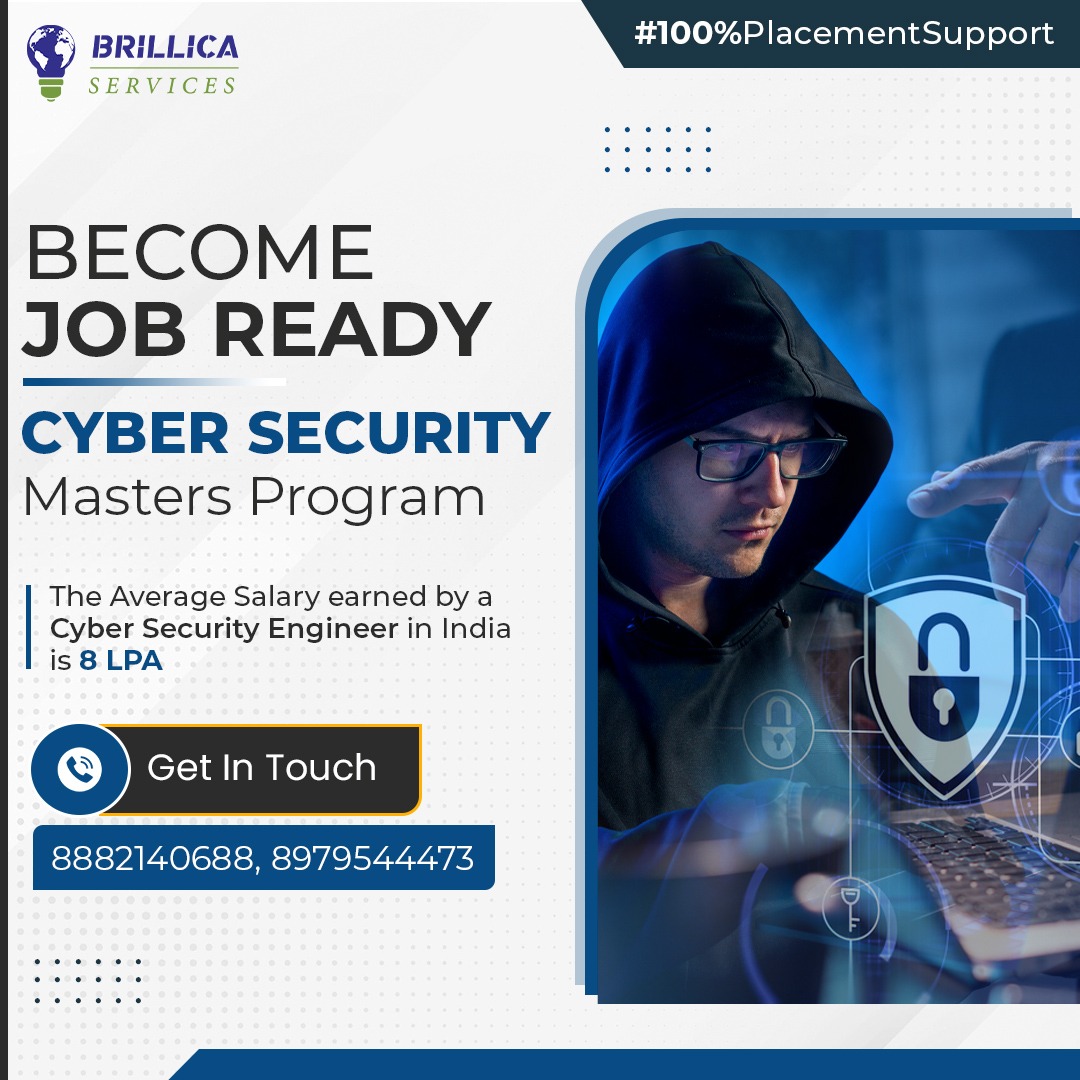 BRILLICA
SERVICES
#100%PlacementSupport
BECOME
JOB READY
CYBER SECURITY
Masters Program
The Average Salary earned by a
Cyber Security Engineer in India
is 8 LPA
Get In Touch
8882140688, 8979544473